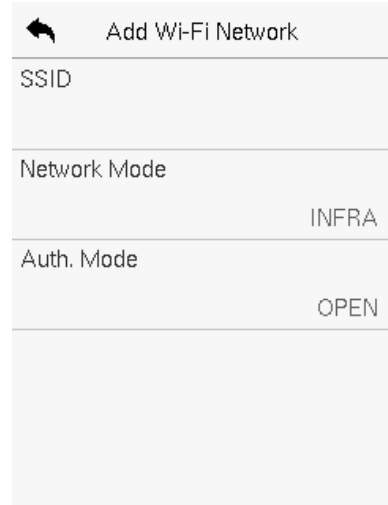 Add Wi-Fi Network
SSID
Network Mode
INFRA
Auth. Mode
OPEN